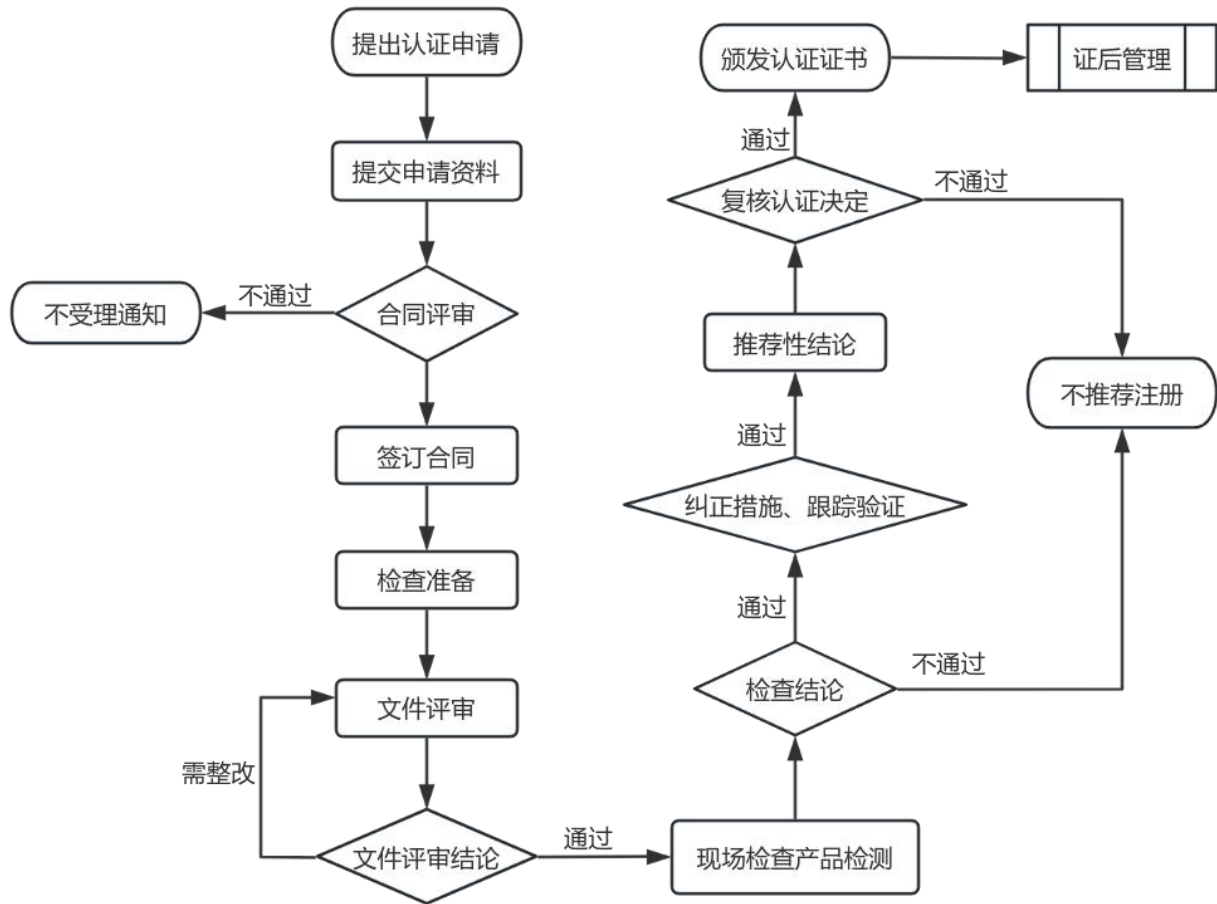 提出认证申请
提交申请资料
不通过
不受理通知
合同评审
签订合同
检查准备
文件评审
需整改
文件评审结论
通过
现场检查产品检测
检查结论
不通过
通过
纠正措施、跟踪验证
通过
推荐性结论
不推荐注册
复核认证决定
不通过
通过
颁发认证证书
证后管理